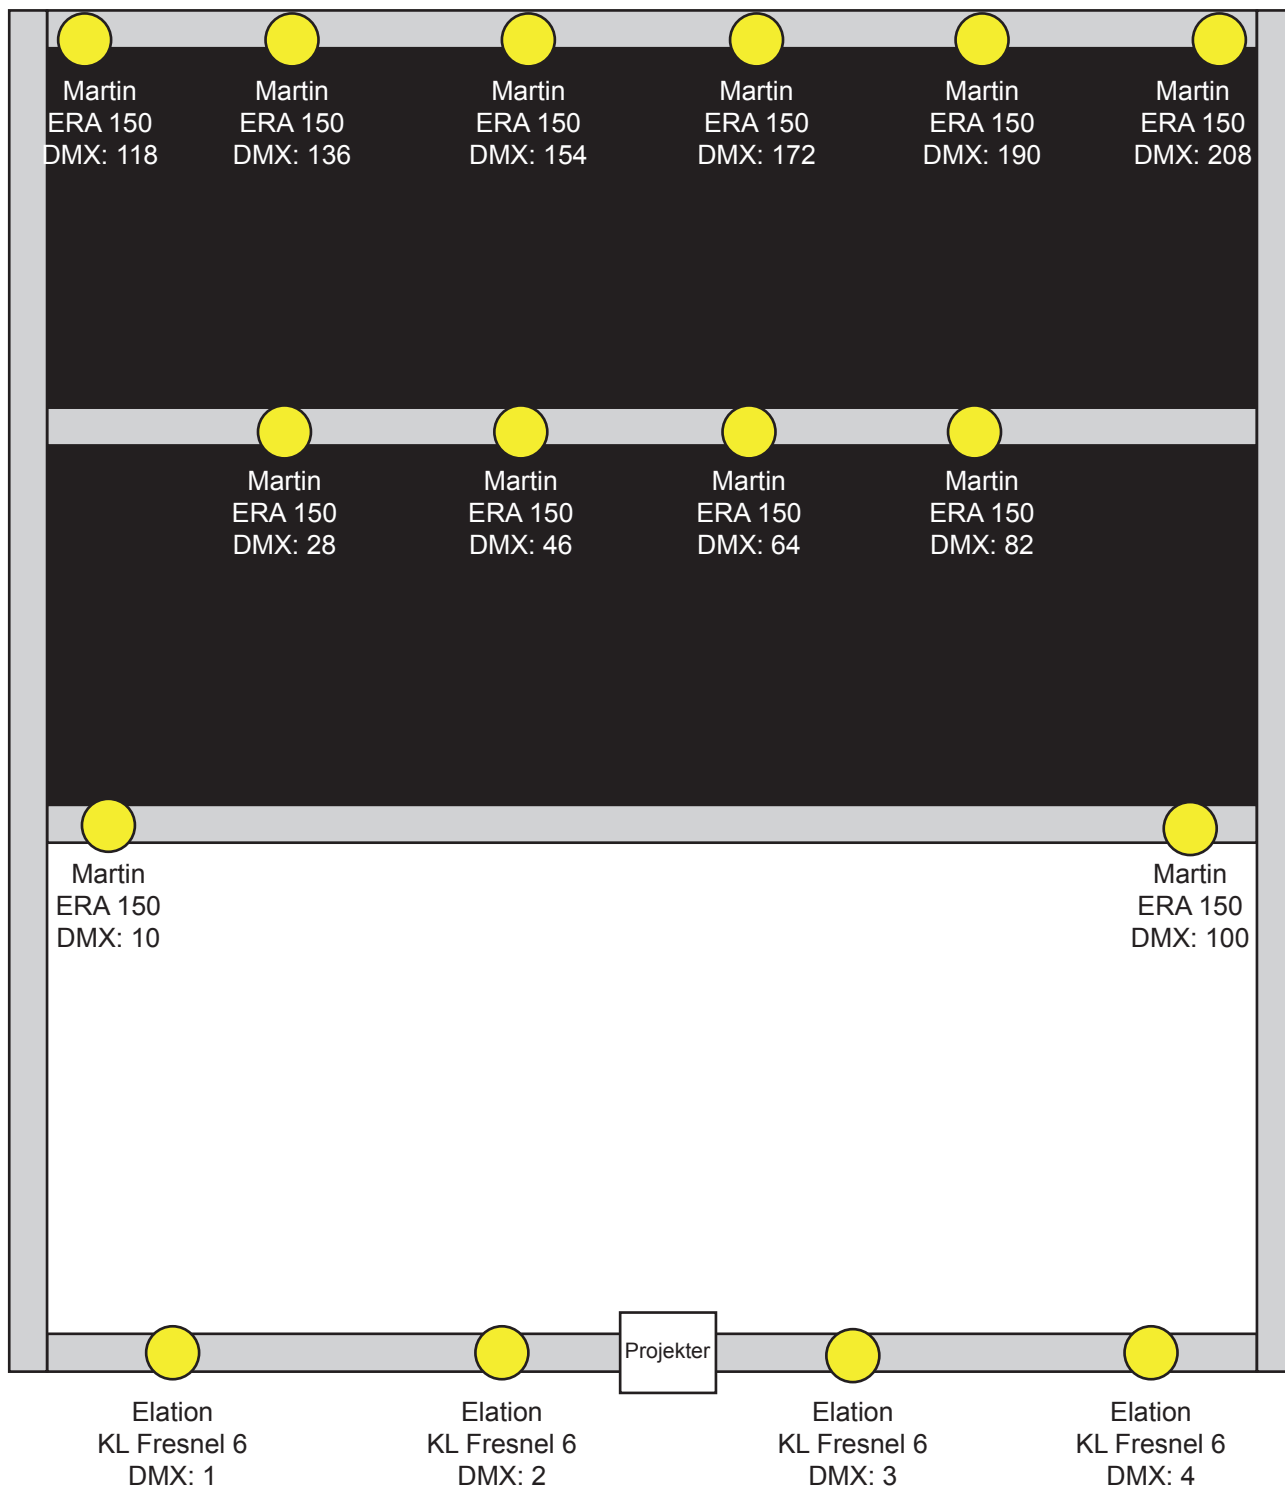 Martin
ERA 150
DMX: 118
Martin
ERA 150
DMX: 136
Martin
ERA 150
DMX: 154
Martin
ERA 150
DMX: 172
Martin
ERA 150
DMX: 190
Martin
ERA 150
DMX: 208
Martin
ERA 150
DMX: 28
Martin
ERA 150
DMX: 46
Martin
ERA 150
DMX: 64
Martin
ERA 150
DMX: 82
Martin
ERA 150
DMX: 10
Martin
ERA 150
DMX: 100
Projekter
Elation
KL Fresnel 6
DMX: 1
Elation
KL Fresnel 6
DMX: 2
Elation
KL Fresnel 6
DMX: 3
Elation
KL Fresnel 6
DMX: 4